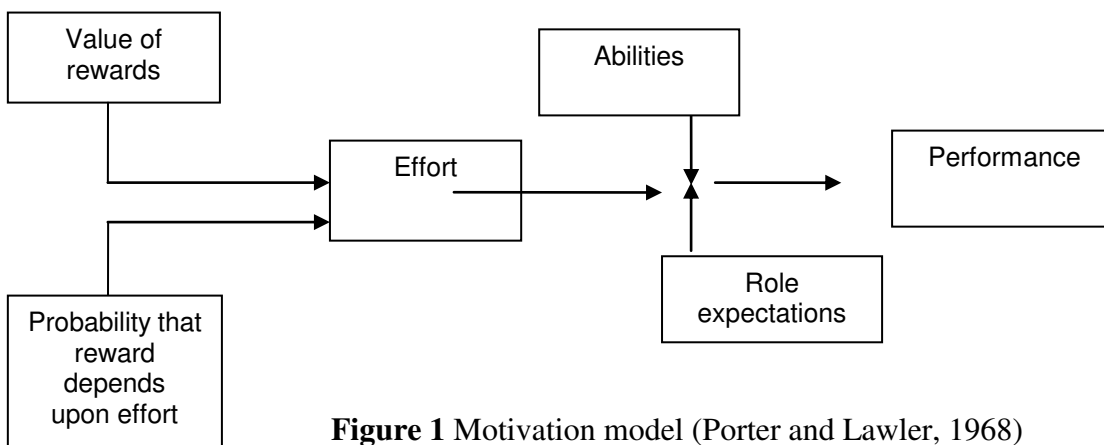 Value of
rewards
Abilities
Effort
Performance
Role
expectations
Probability that
reward
depends
upon effort
Figure 1 Motivation model (Porter and Lawler, 1968)